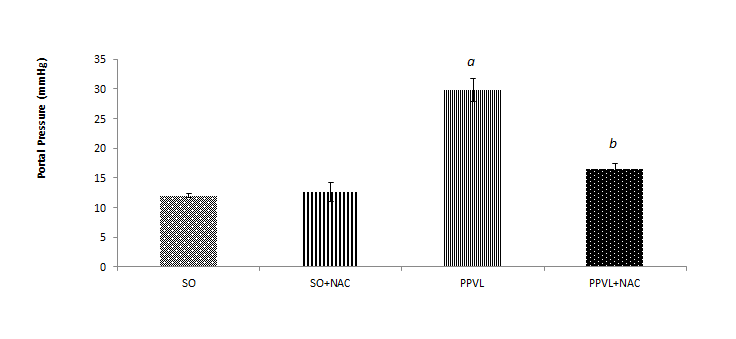 Portal Pressure (mmHg)
35
30
25
20
15
10
5
0
a
b
SO
SO+NAC
PPVL
PPVL+NAC